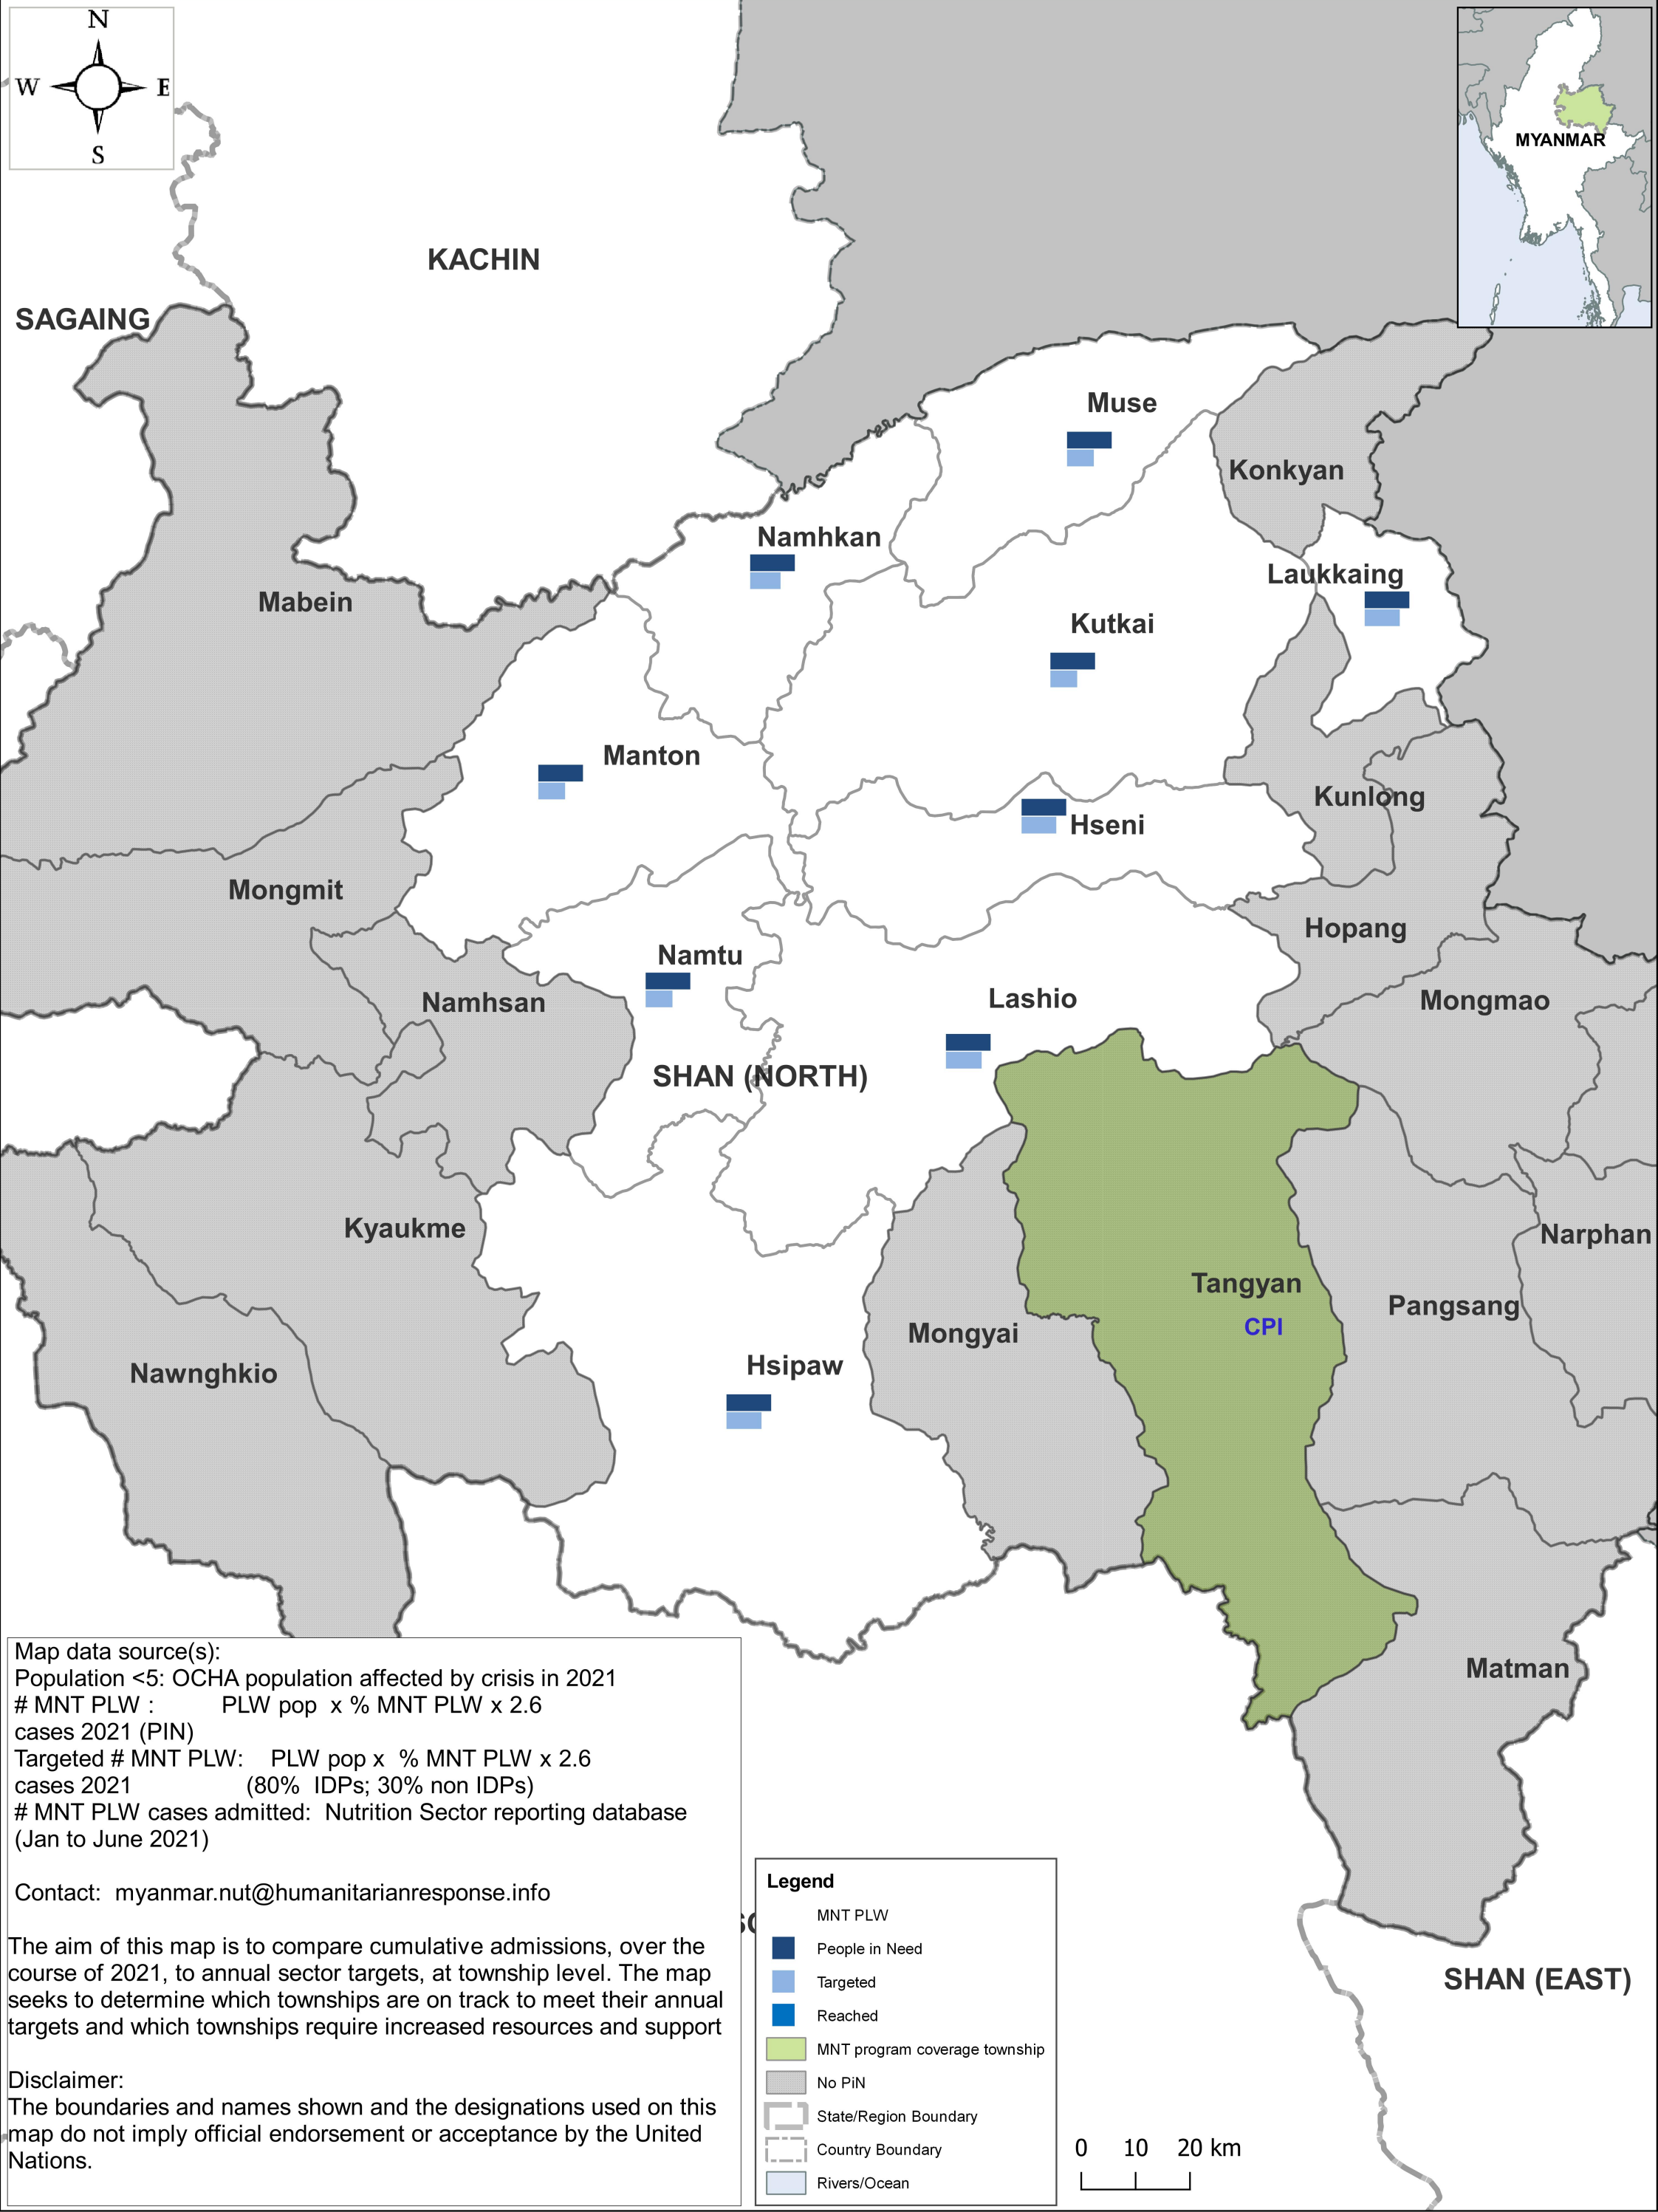 N
W E
S
MYANMAR
KACHIN
SAGAING
Muse
Konkyan
Namhkan
Laukkaing
Mabein
Kutkai
Manton
Kunlong
Hseni
Mongmit
Hopang
Namtu
Lashio
Mongmao
Namhsan
SHAN (NORTH)
Kyaukme
Narphan
Tangyan
CPI
Pangsang
Mongyai
Hsipaw
Nawnghkio
Matman
SHAN (EAST)
Map data source(s):
Population <5: OCHA population affected by crisis in 2021
# MNT PLW : PLW pop x % MNT PLW x 2.6
cases 2021 (PIN)
Targeted # MNT PLW: PLW pop x % MNT PLW x 2.6
cases 2021 (80% IDPs; 30% non IDPs)
# MNT PLW cases admitted: Nutrition Sector reporting database
(Jan to June 2021)
Contact: myanmar.nut@humanitarianresponse.info
The aim of this map is to compare cumulative admissions, over the
course of 2021, to annual sector targets, at township level. The map
seeks to determine which townships are on track to meet their annual
targets and which townships require increased resources and support
Disclaimer:
The boundaries and names shown and the designations used on this
map do not imply official endorsement or acceptance by the United
Nations.
Legend
MNT PLW
People in Need
Targeted
Reached
MNT program coverage township
No PiN
State/Region Boundary
Country Boundary
Rivers/Ocean
0 10 20 km